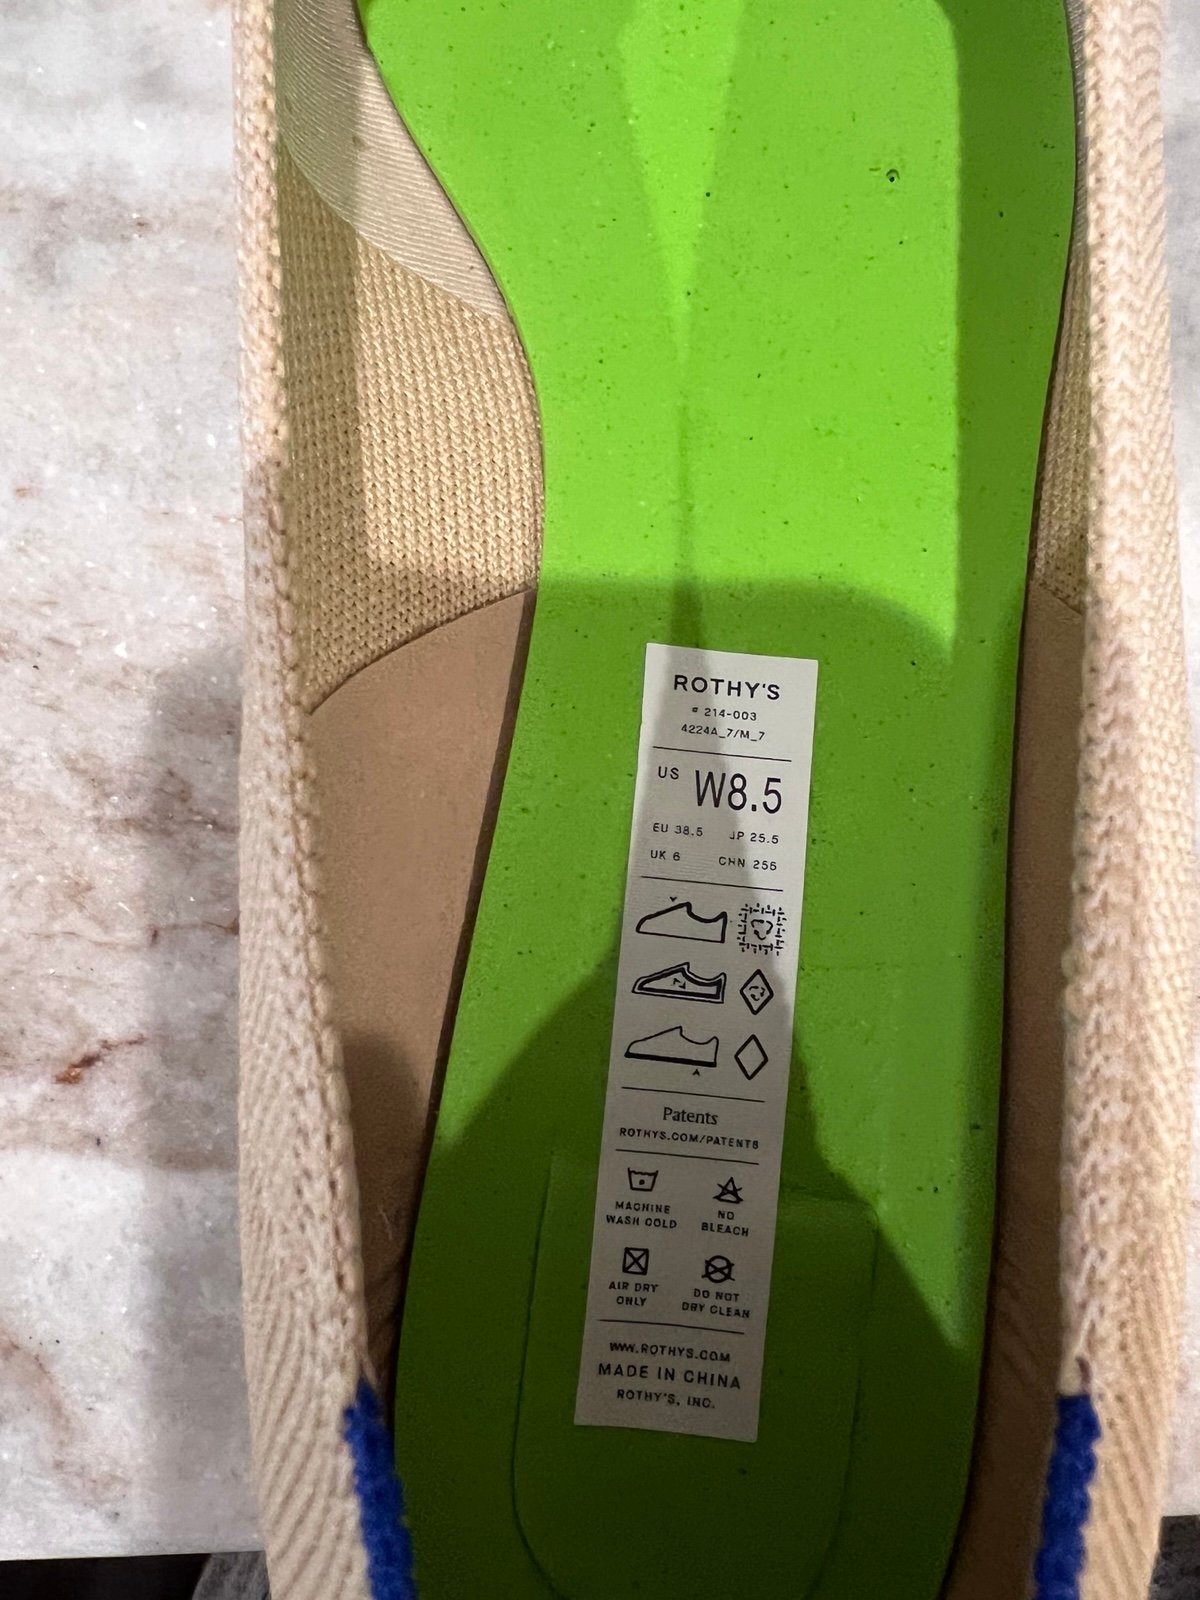 ROTHY'S
# 214-003
4224A_7/M_7
US W8.5
EU 38.5 JP 25.5
UK 6 CHN 255
Patents
ROTHYS.COM/PATENTS
MACHINE WASH COLD
NO BLEACH
AIR DRY ONLY
DO NOT DRY CLEAN
WWW.ROTHYS.COM
MADE IN CHINA
ROTHY'S, INC.